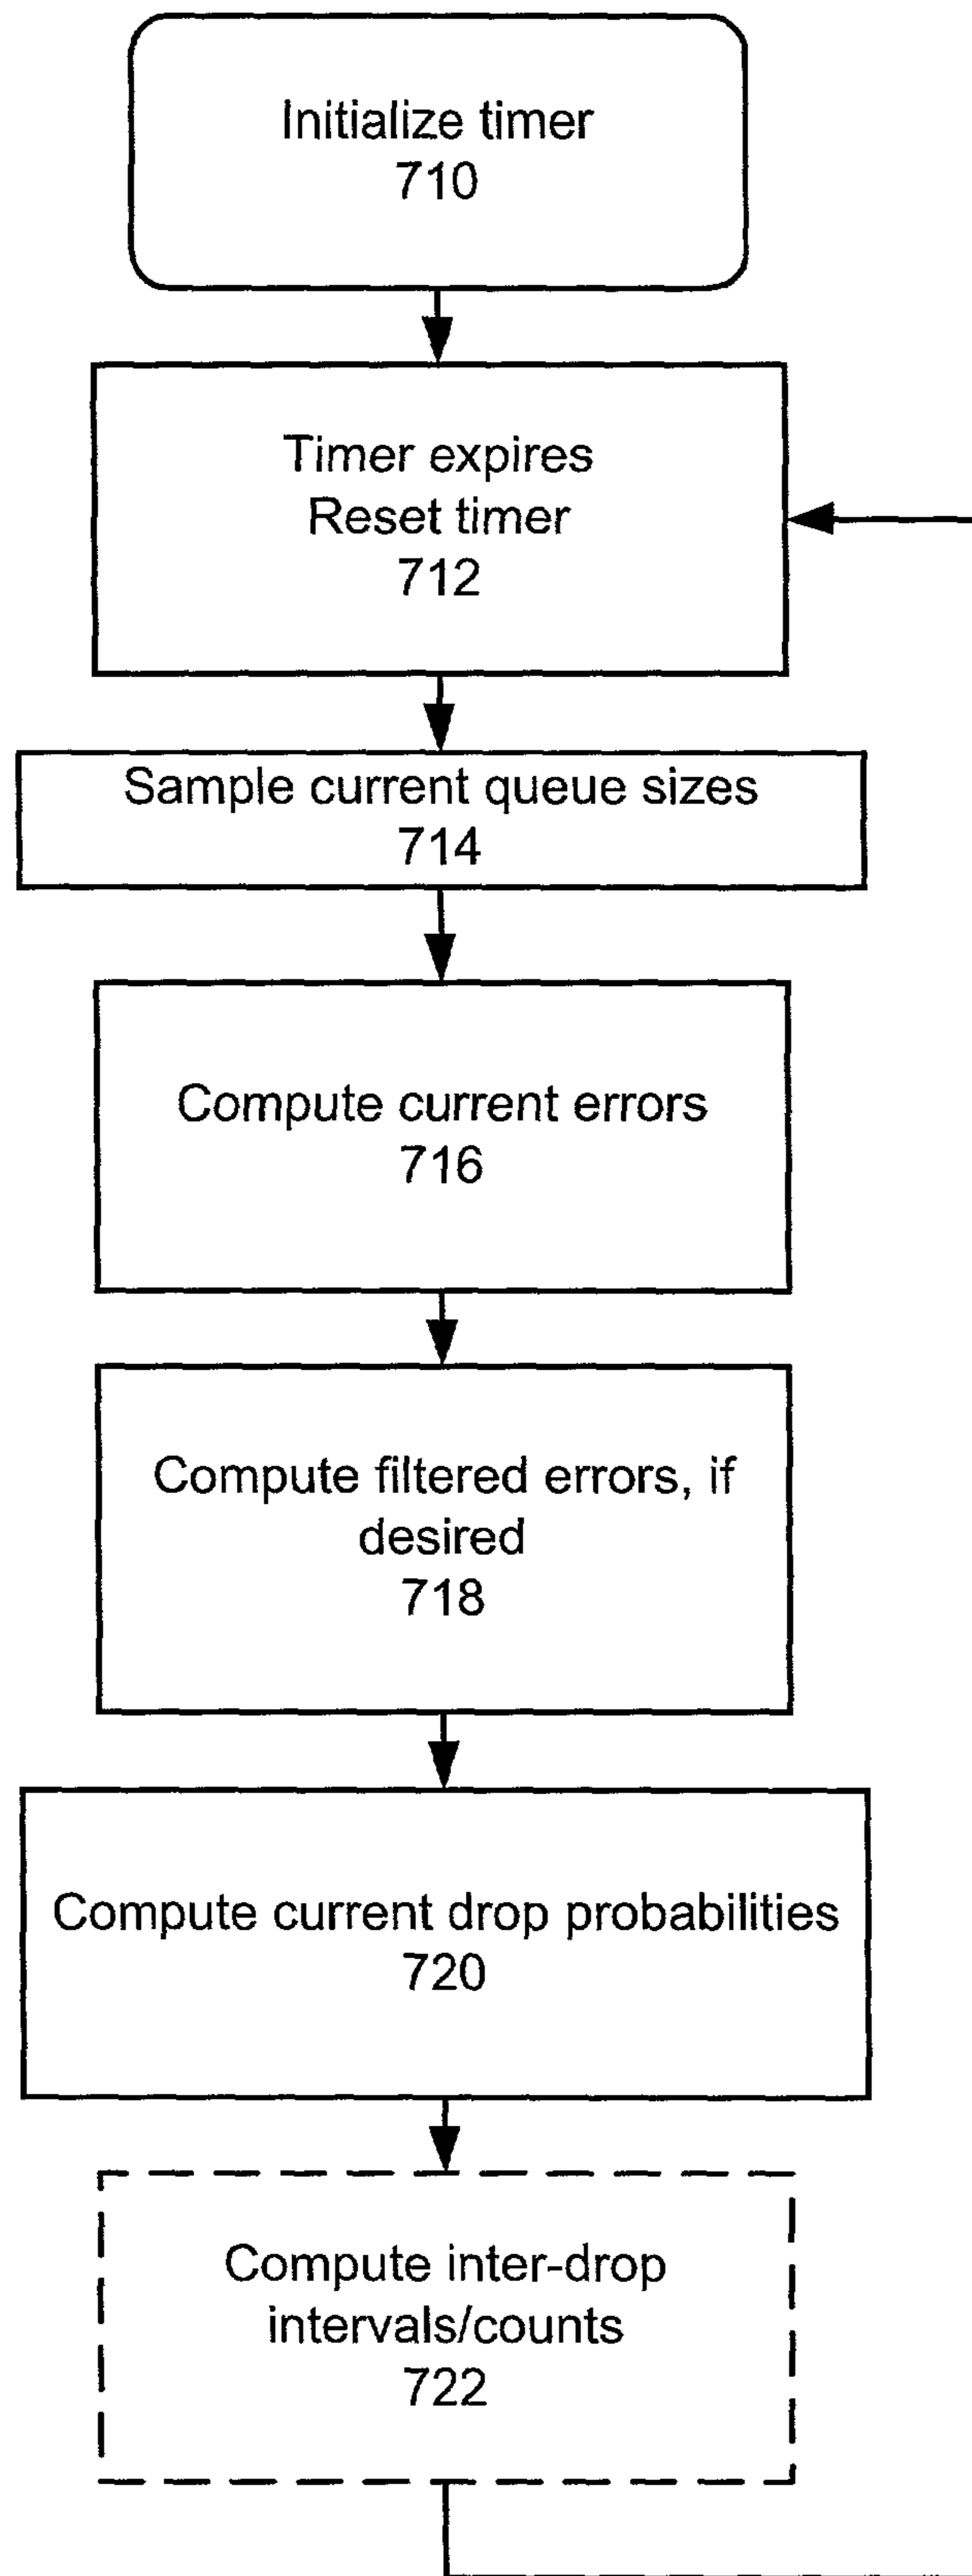 Initialize timer
710
Timer expires
Reset timer
712
Sample current queue sizes
714
Compute current errors
716
Compute filtered errors, if
desired
718
Compute current drop probabilities
720
Compute inter-drop
intervals/counts
722